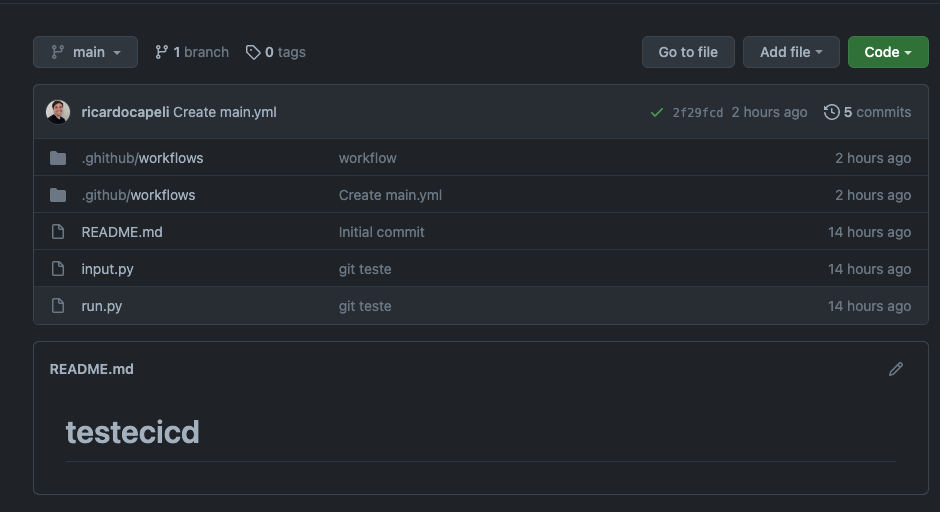 main 1 branch 0 tags Go to file Add file Code
ricardocapeli Create main.yml 2f29fcd 2 hours ago 5 commits
.ghithub/workflows workflow 2 hours ago
.github/workflows Create main.yml 2 hours ago
README.md Initial commit 14 hours ago
input.py git teste 14 hours ago
run.py git teste 14 hours ago
README.md
testecicd